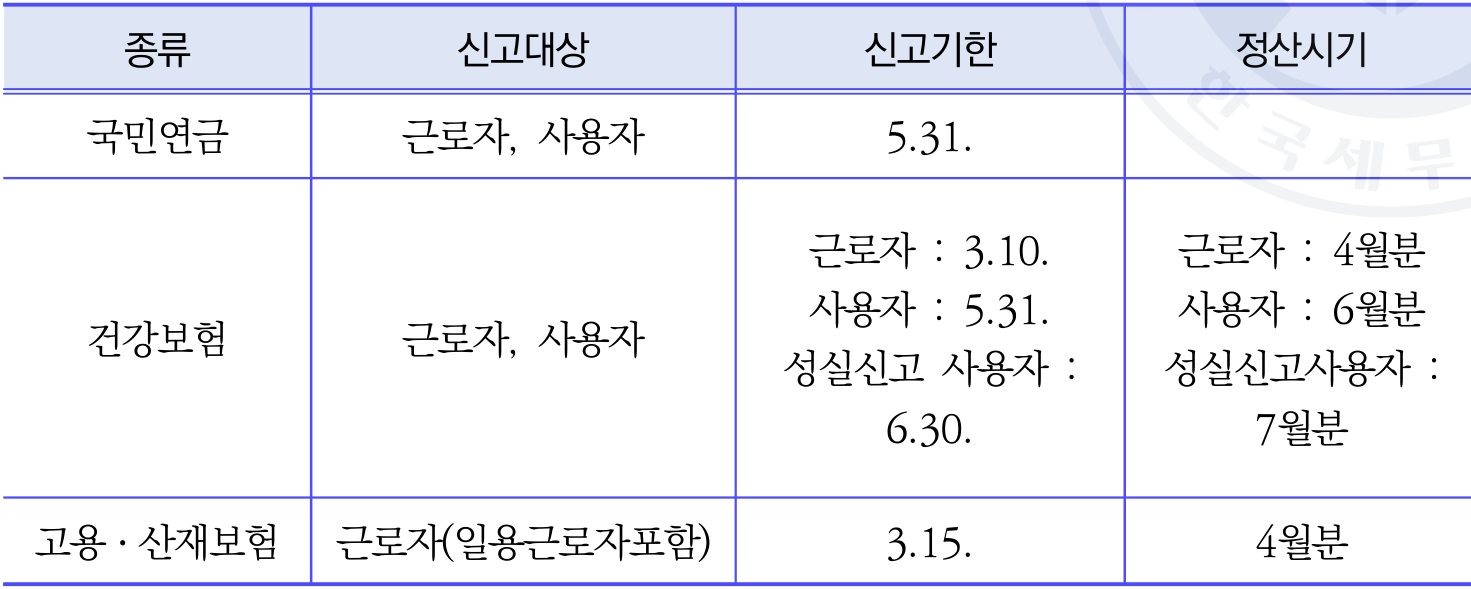 종류 신고대상 신고기한 정산시기
국민연금 근로자, 사용자 5.31.
건강보험 근로자, 사용자 근로자 : 3.10. 사용자 : 5.31. 성실신고 사용자 : 6.30. 근로자 : 4월분 사용자 : 6월분 성실신고사용자 : 7월분
고용·산재보험 근로자(일용근로자포함) 3.15. 4월분
한국세무